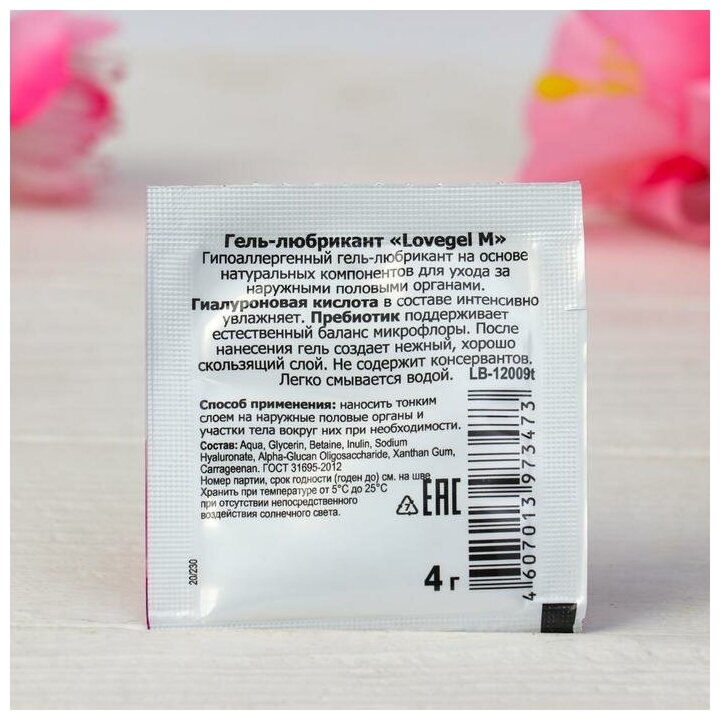 Гель-любрикант «Lovegel M»
Гипоаллергенный гель-любрикант на основе
натуральных компонентов для ухода за
наружными половыми органами.
Гиалуроновая кислота в составе интенсивно
увлажняет. Пребиотик поддерживает
естественный баланс микрофлоры. После
нанесения гель создает нежный, хорошо
скользящий слой. Не содержит консервантов.
Легко смывается водой. LB-12009t
Способ применения: наносить тонким
слоем на наружные половые органы и
участки тела вокруг них при необходимости.
Состав: Aqua, Glycerin, Betaine, Inulin, Sodium
Hyaluronate, Alpha-Glucan Oligosaccharide, Xanthan Gum,
Carrageenan. ГОСТ 31695-2012
Номер партии, срок годности (годен до) см. на шве
Хранить при температуре от 5°С до 25°С
при отсутствии непосредственного
воздействия солнечного света.
7
ЕАС
4 г
20/230
4607013973473